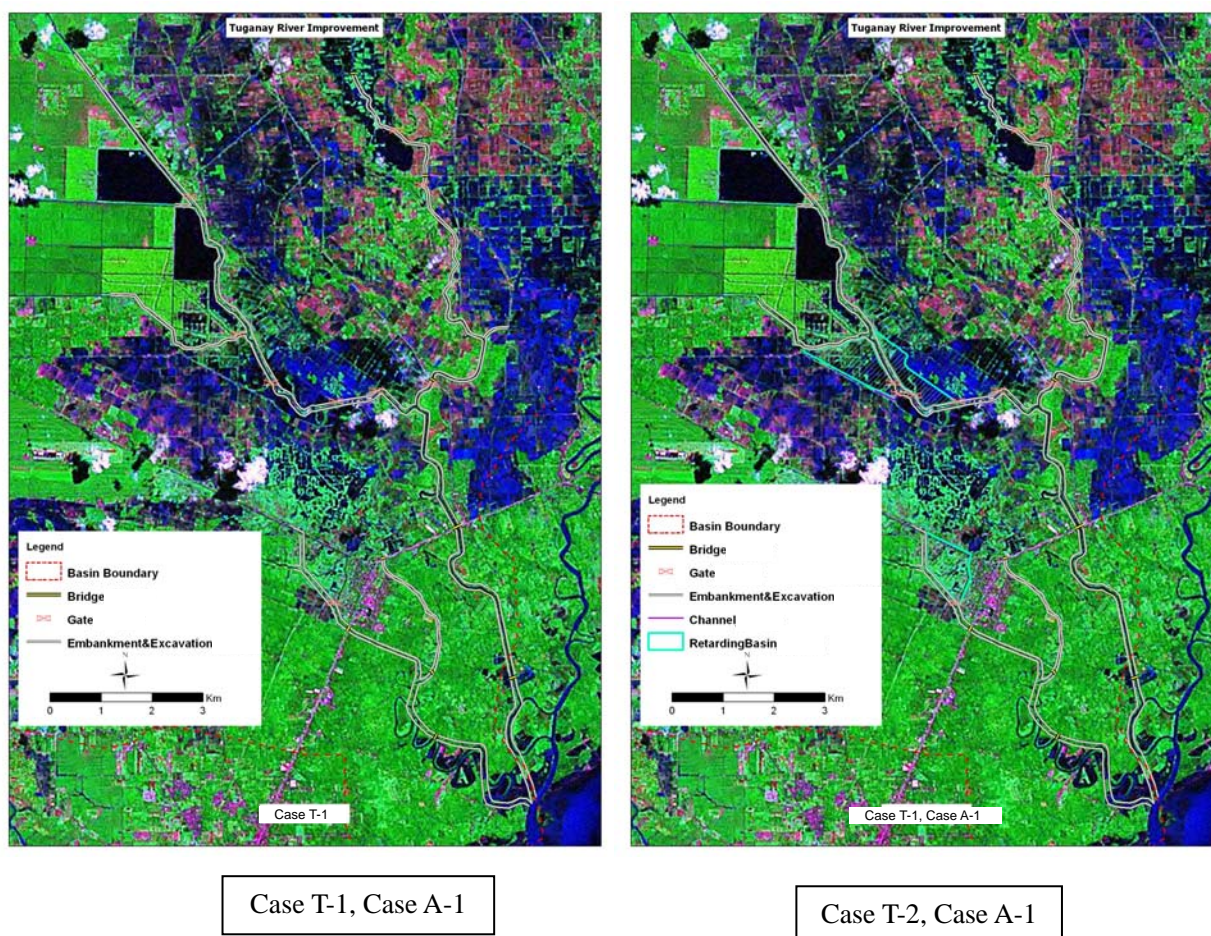 Tuganay River Improvement
Legend
Basin Boundary
Bridge
Gate
Embankment&Excavation
N
Km
0 1 2 3
Case T-1
Case T-1, Case A-1
Tuganay River Improvement
Legend
Basin Boundary
Bridge
Gate
Embankment&Excavation
Channel
RetardingBasin
N
Km
0 1 2 3
Case T-1, Case A-1
Case T-2, Case A-1